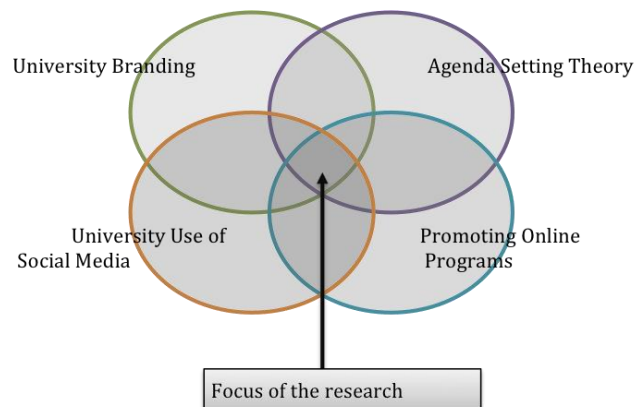 University Branding
Agenda Setting Theory
University Use of
Social Media
Promoting Online
Programs
Focus of the research